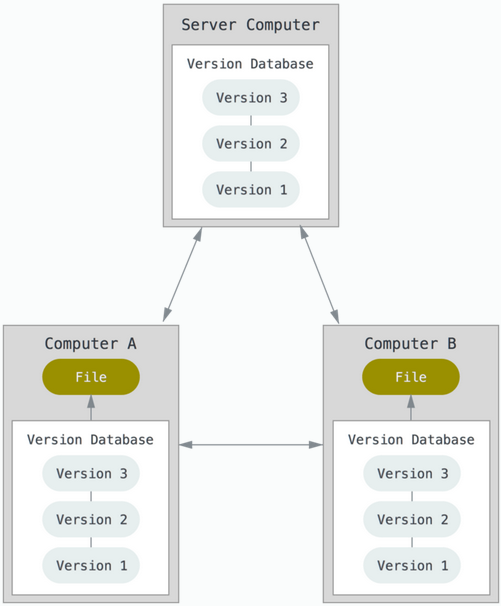 Server Computer
Version Database
Version 3
Version 2
Version 1
Computer A
File
Version Database
Version 3
Version 2
Version 1
Computer B
File
Version Database
Version 3
Version 2
Version 1